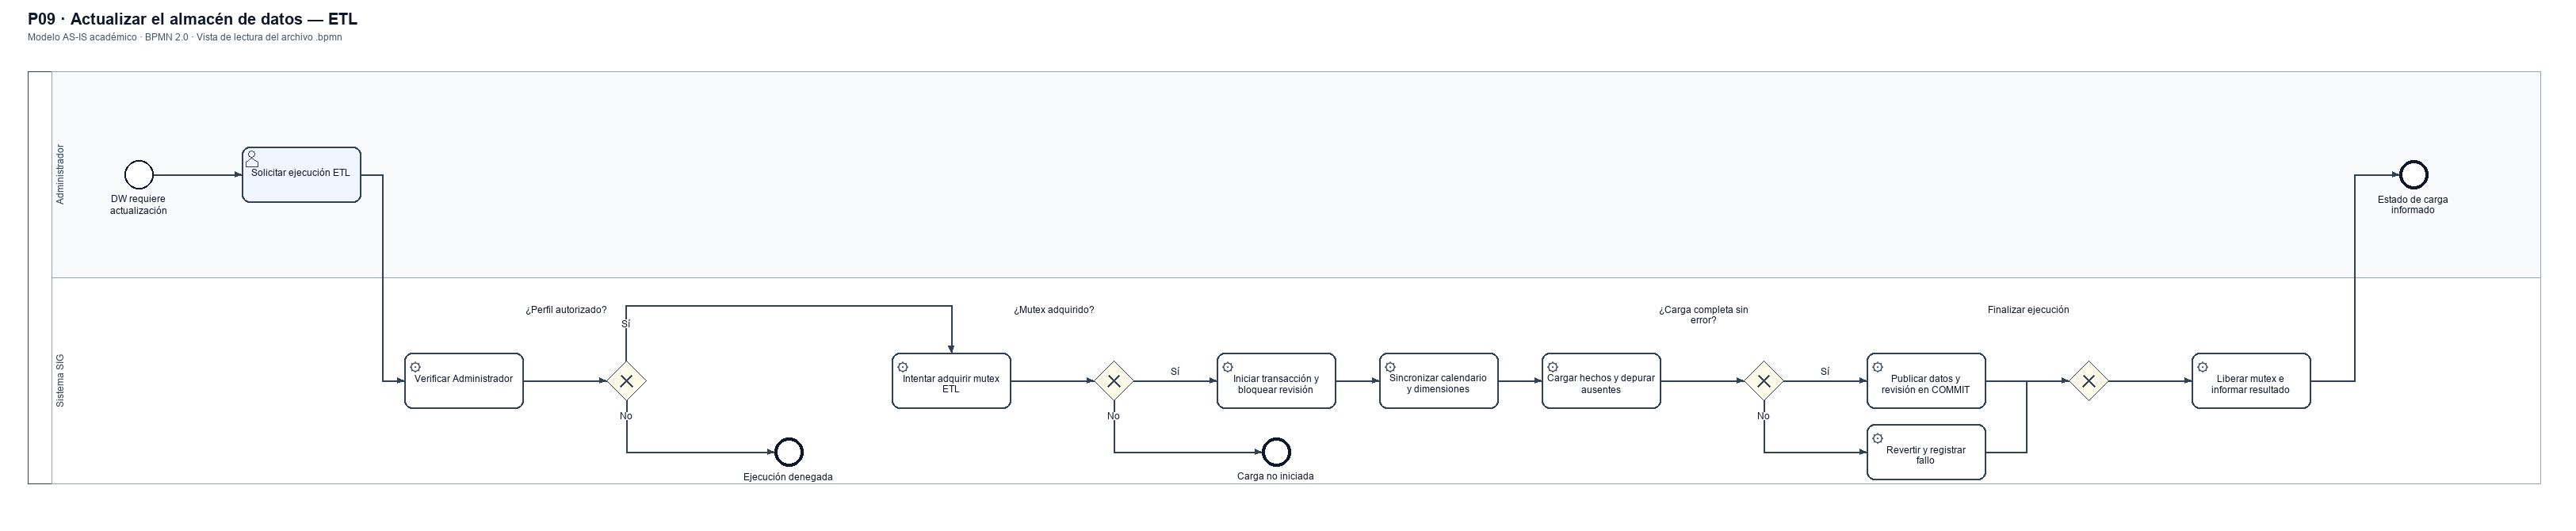 P09 · Actualizar el almacén de datos — ETL
Modelo AS-IS académico · BPMN 2.0 · Vista de lectura del archivo .bpmn
Administrador
DW requiere
actualización
Solicitar ejecución ETL
Estado de carga
informado
Sistema SIG
Verificar Administrador
¿Perfil autorizado?
Sí
No
Ejecución denegada
Intentar adquirir mutex
ETL
¿Mutex adquirido?
Sí
No
Carga no iniciada
Iniciar transacción y
bloquear revisión
Sincronizar calendario
y dimensiones
Cargar hechos y depurar
ausentes
¿Carga completa sin
error?
Sí
No
Publicar datos y
revisión en COMMIT
Revertir y registrar
fallo
Finalizar ejecución
Liberar mutex e
informar resultado